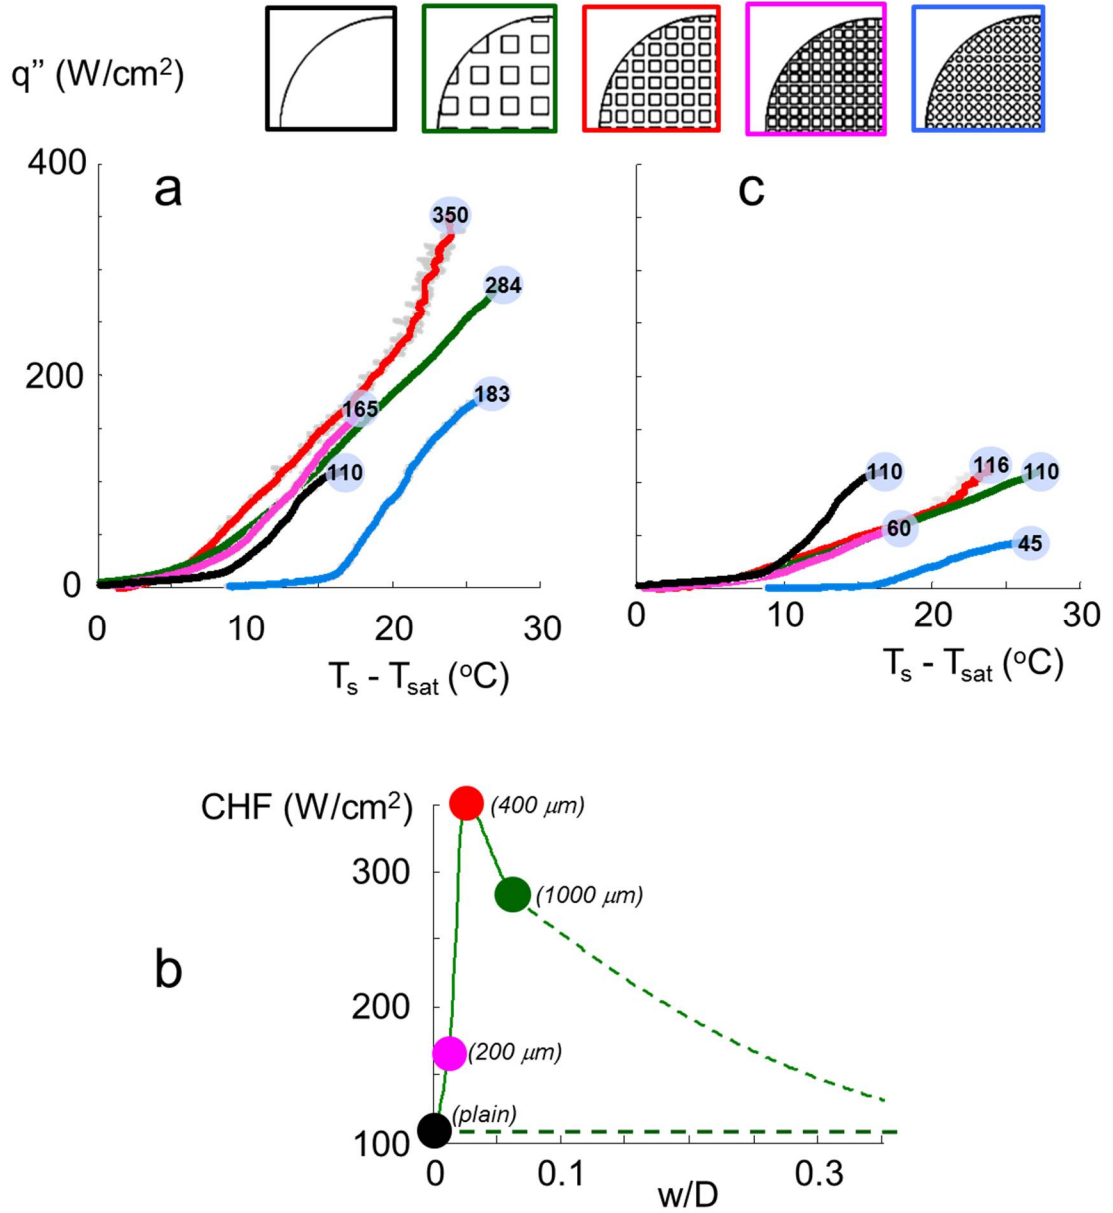 q” (W/cm²)
400
a
c
350
284
200
165
183
110
110
116
110
60
45
0
0
10
20
30
0
10
20
30
Tₛ - Tₛₐₜ (ºC)
Tₛ - Tₛₐₜ (ºC)
CHF (W/cm²)
(400 μm)
300
(1000 μm)
b
200
(200 μm)
(plain)
100
0
0.1
0.3
w/D